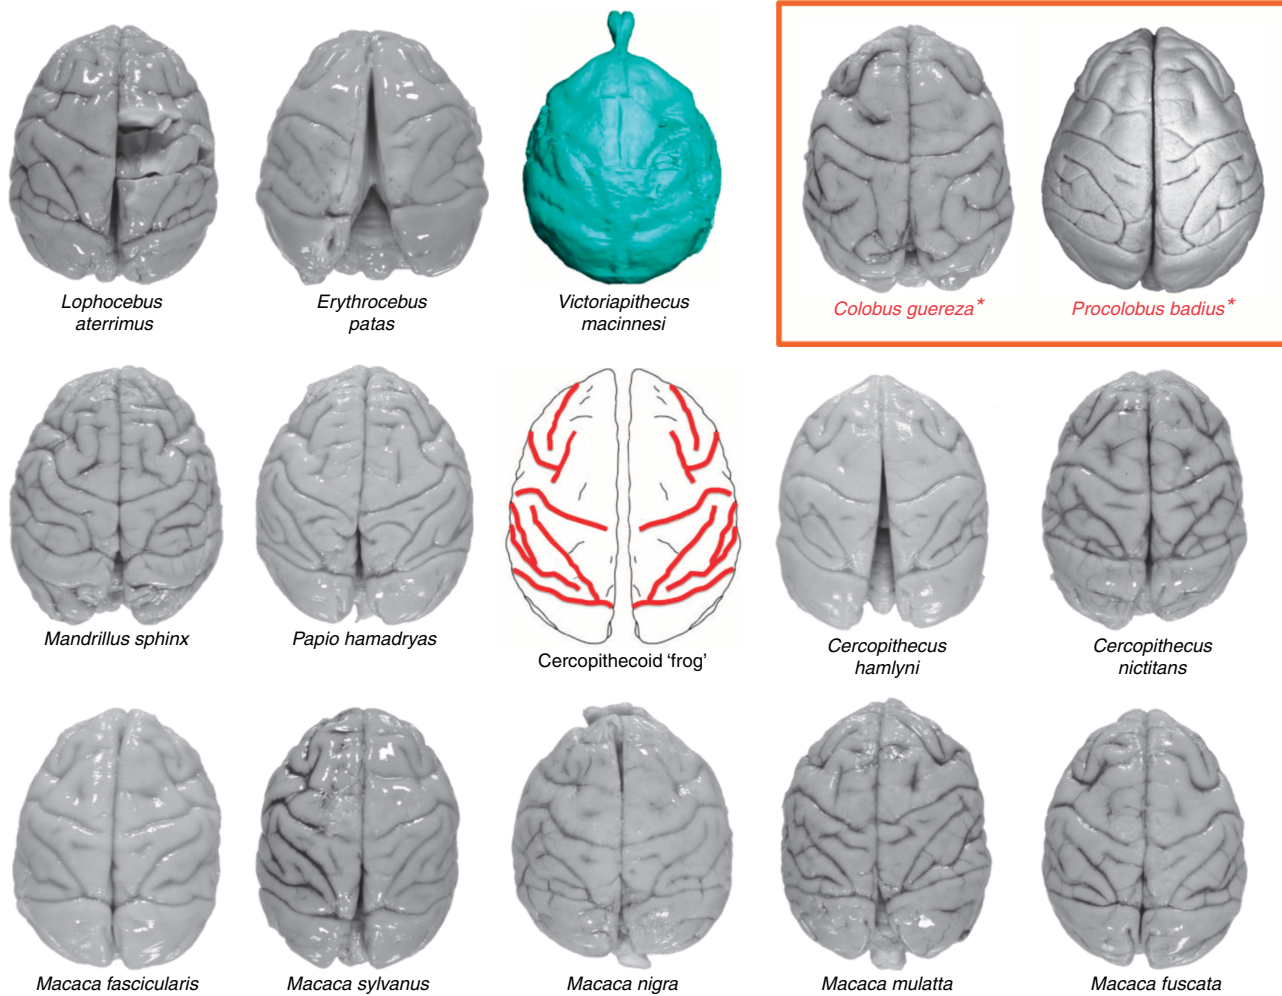 Lophocebus
aterrimus
Erythrocebus
patas
Victoriapithecus
macinnesi
Colobus guereza*
Procolobus badius*
Mandrillus sphinx
Papio hamadryas
Cercopithecoid ‘frog’
Cercopithecus
hamlyni
Cercopithecus
nictitans
Macaca fascicularis
Macaca sylvanus
Macaca nigra
Macaca mulatta
Macaca fuscata